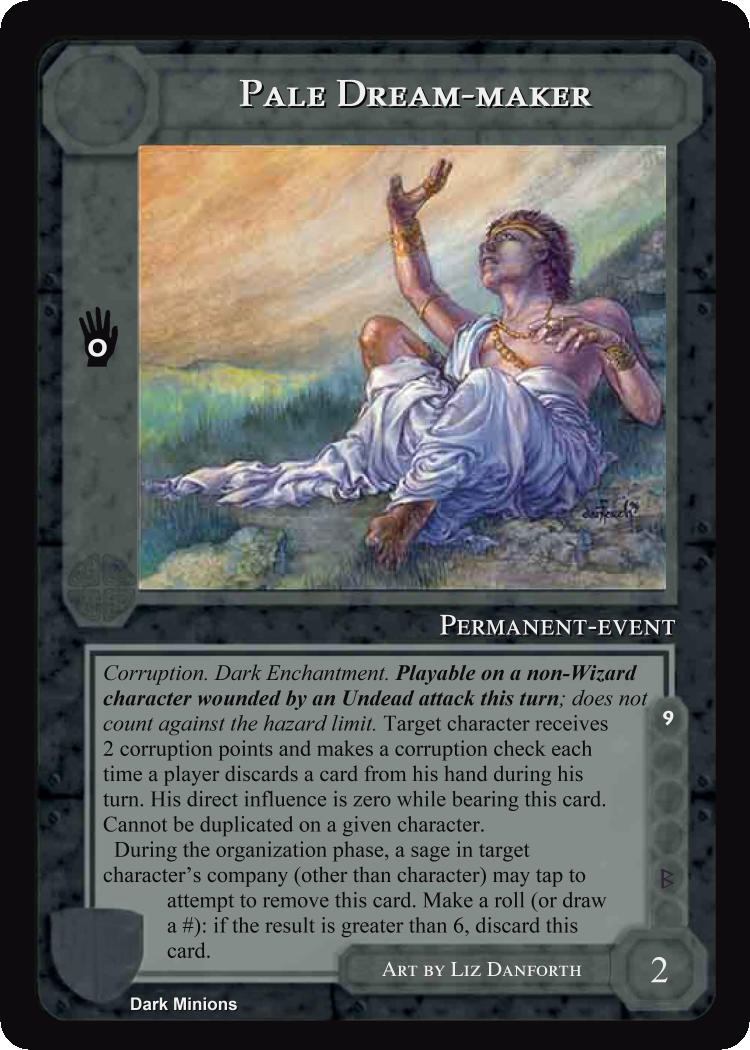 PALE DREAM-MAKER
O
Danforth
PERMANENT-EVENT
Corruption. Dark Enchantment. Playable on a non-Wizard
character wounded by an Undead attack this turn; does not
count against the hazard limit. Target character receives
9
2 corruption points and makes a corruption check each
time a player discards a card from his hand during his
turn. His direct influence is zero while bearing this card.
Cannot be duplicated on a given character.
During the organization phase, a sage in target
character's company (other than character) may tap to
attempt to remove this card. Make a roll (or draw
a #): if the result is greater than 6, discard this
card.
ART BY LIZ DANFORTH
2
Dark Minions